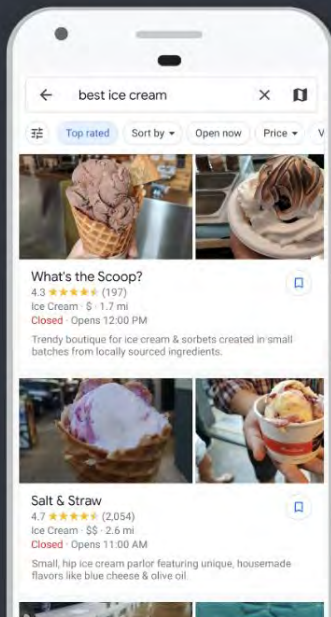 best ice cream
Top rated Sort by Open now Price V
What's the Scoop?
4.3 ★★★★★ (197)
Ice Cream · $ · 1.7 mi
Closed · Opens 12:00 PM
Trendy boutique for ice cream & sorbets created in small
batches from locally sourced ingredients.
Salt & Straw
4.7 ★★★★★ (2,054)
Ice Cream · $$ · 2.6 mi
Closed · Opens 11:00 AM
Small, hip ice cream parlor featuring unique, housemade
flavors like blue cheese & olive oil